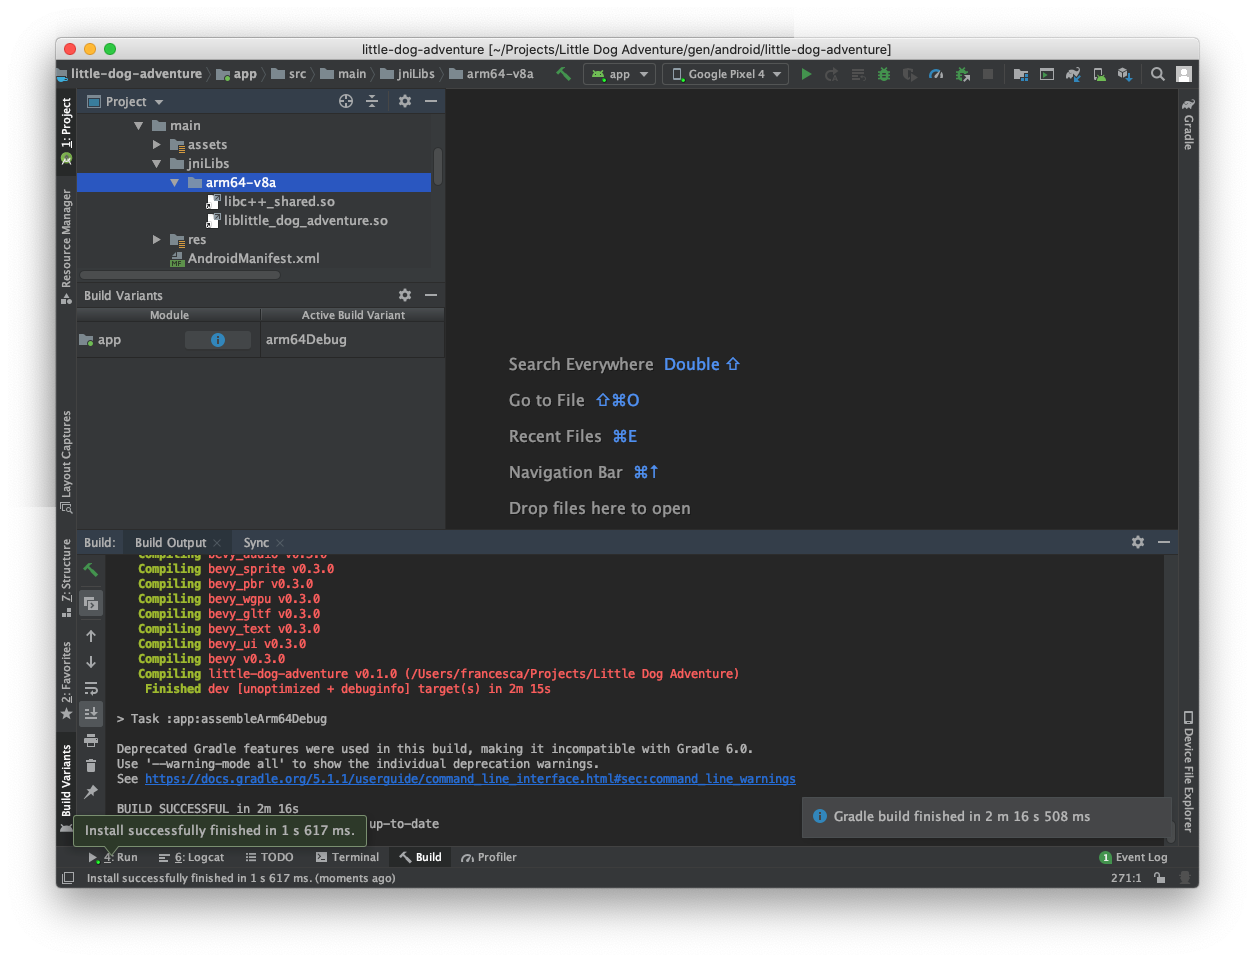 little-dog-adventure [~/Projects/Little Dog Adventure/gen/android/little-dog-adventure]
little-dog-adventure app src main jniLibs arm64-v8a app Google Pixel 4
1: Project
Resource Manager
Layout Captures
Z: Structure
2: Favorites
Build Variants
Project
main
assets
jniLibs
arm64-v8a
libc++_shared.so
liblittle_dog_adventure.so
res
MF
AndroidManifest.xml
Build Variants
Module Active Build Variant
app arm64Debug
Search Everywhere Double ⇧
Go to File ⇧⌘O
Recent Files ⌘E
Navigation Bar ⌘↑
Drop files here to open
Gradle
Device File Explorer
Build: Build Output Sync
Compiling bevy_audio v0.3.0
Compiling bevy_sprite v0.3.0
Compiling bevy_pbr v0.3.0
Compiling bevy_wgpu v0.3.0
Compiling bevy_gltf v0.3.0
Compiling bevy_text v0.3.0
Compiling bevy_ui v0.3.0
Compiling bevy v0.3.0
Compiling little-dog-adventure v0.1.0 (/Users/francesca/Projects/Little Dog Adventure)
Finished dev [unoptimized + debuginfo] target(s) in 2m 15s
> Task :app:assembleArm64Debug
Deprecated Gradle features were used in this build, making it incompatible with Gradle 6.0.
Use '--warning-mode all' to show the individual deprecation warnings.
See https://docs.gradle.org/5.1.1/userguide/command_line_interface.html#sec:command_line_warnings
BUILD SUCCESSFUL in 2m 16s
up-to-date
Install successfully finished in 1 s 617 ms.
Gradle build finished in 2 m 16 s 508 ms
4: Run 6: Logcat TODO Terminal Build Profiler 1 Event Log
Install successfully finished in 1 s 617 ms. (moments ago) 271:1